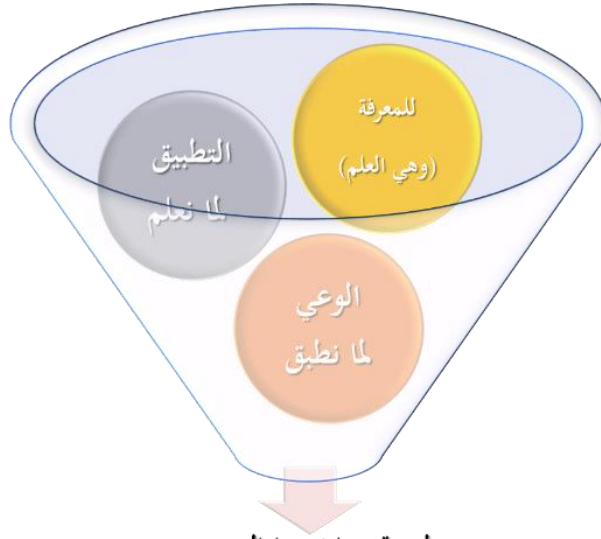 للمعرفة
(وهي العلم)
التطبيق
لما نعلم
الوعي
لما نطبق